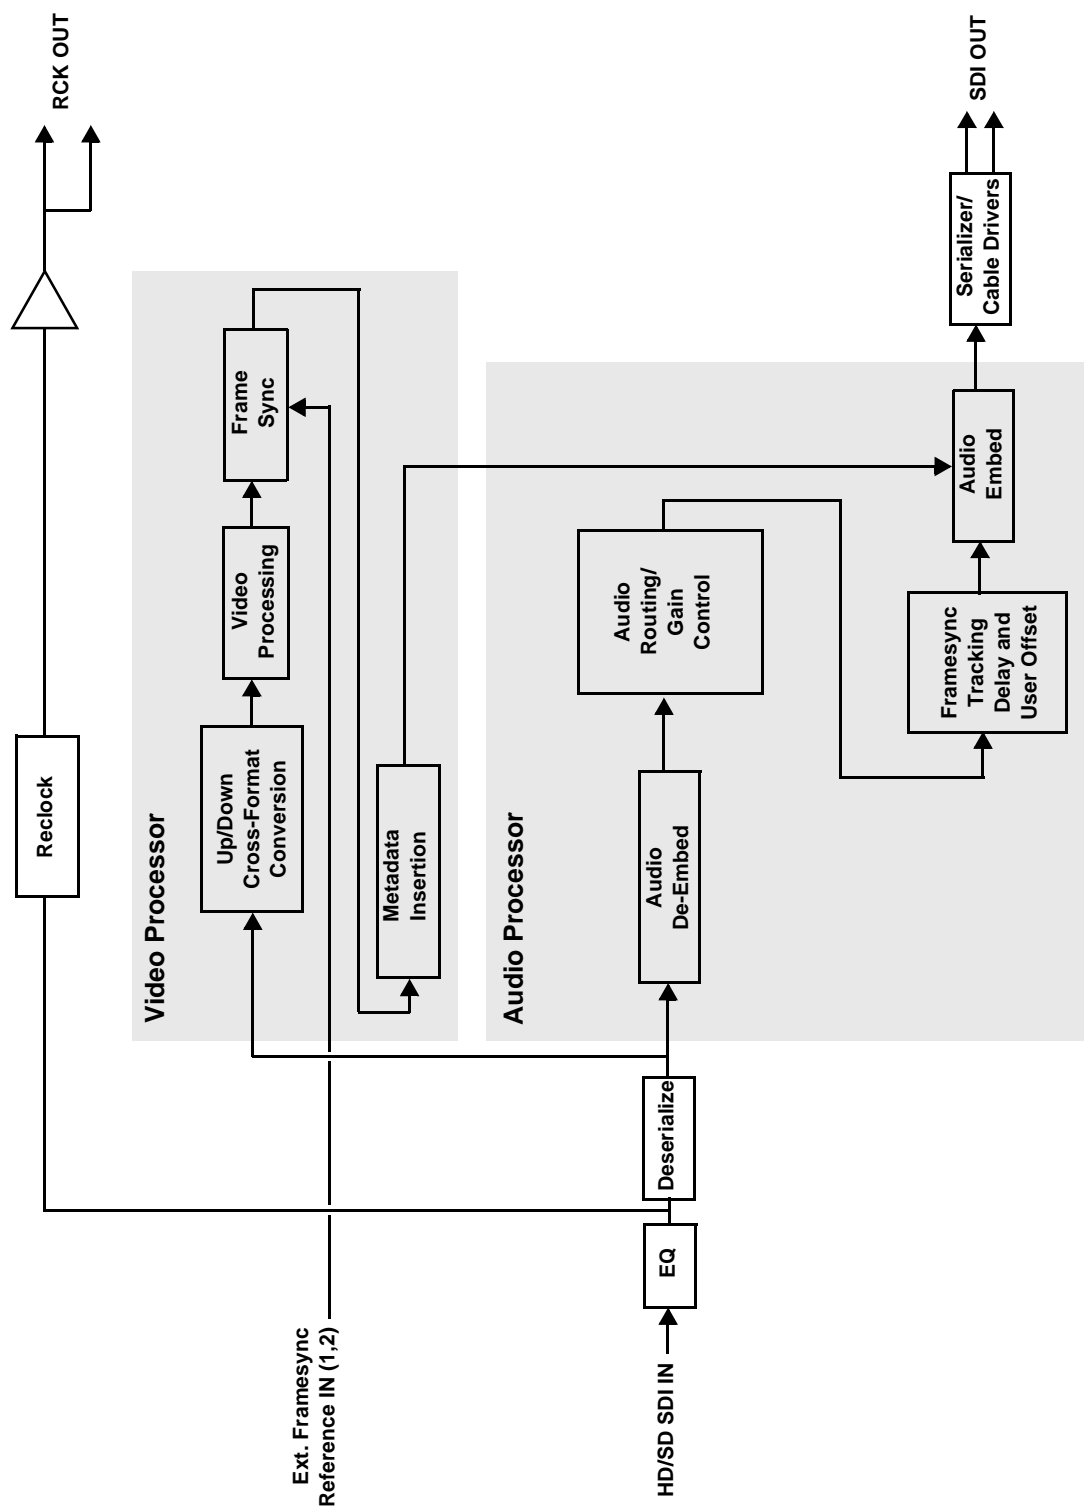 RCK OUT
Reclock
Video Processor
Up/Down
Cross-Format
Conversion
Video
Processing
Frame
Sync
Metadata
Insertion
Ext. Framesync
Reference IN (1,2)
Audio Processor
HD/SD SDI IN
EQ
Deserialize
Audio
De-Embed
Audio
Routing/
Gain
Control
Framesync
Tracking
Delay and
User Offset
Audio
Embed
Serializer/
Cable Drivers
SDI OUT